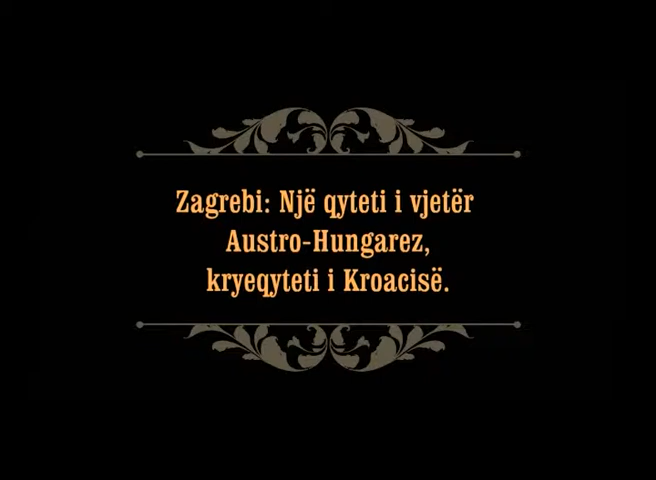 Zagrebi: Një qyteti i vjetër
Austro-Hungarez,
kryeqyteti i Kroacisë.